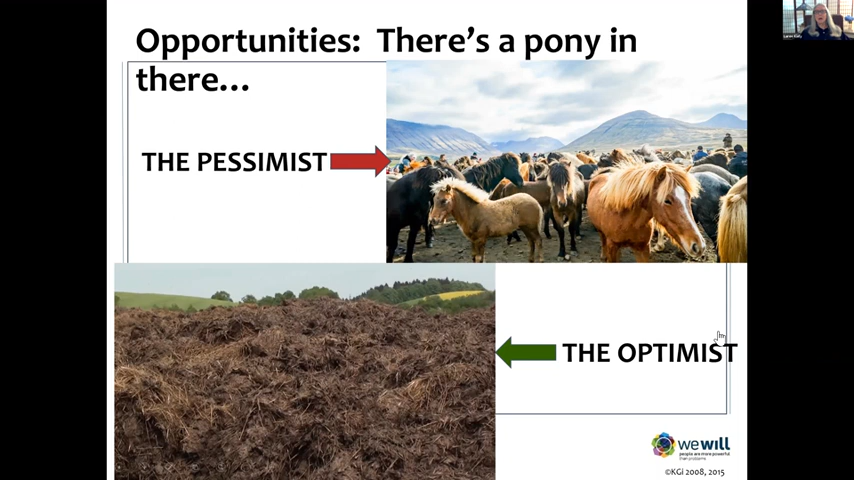 Opportunities:  There's a pony in
there...
THE PESSIMIST
THE OPTIMIST
we will
people are more powerful
than problems
©KGi 2008, 2015